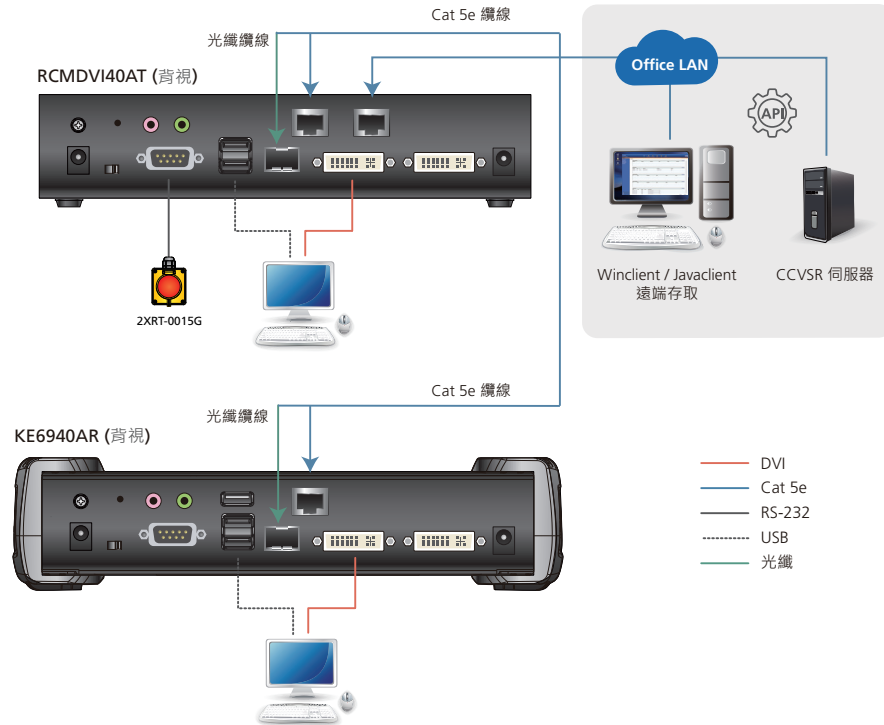 Cat 5e 纜線
光纖纜線
RCMDVI40AT (背視)
Office LAN
API
2XRT-0015G
Winclient / Javaclient
遠端存取
CCVSR 伺服器
Cat 5e 纜線
光纖纜線
KE6940AR (背視)
DVI
Cat 5e
RS-232
USB
光纖